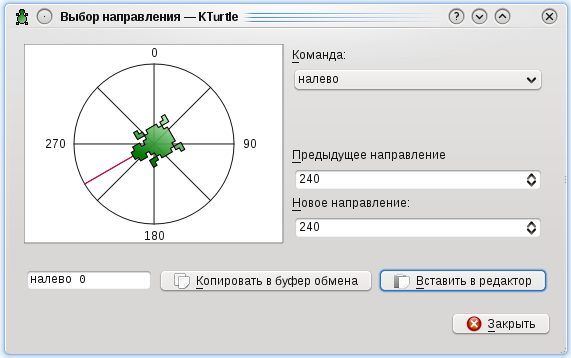 Выбор направления — KTurtle
0
270
90
180
Команда:
налево
Предыдущее направление
240
Новое направление:
240
налево 0
Копировать в буфер обмена
Вставить в редактор
Закрыть